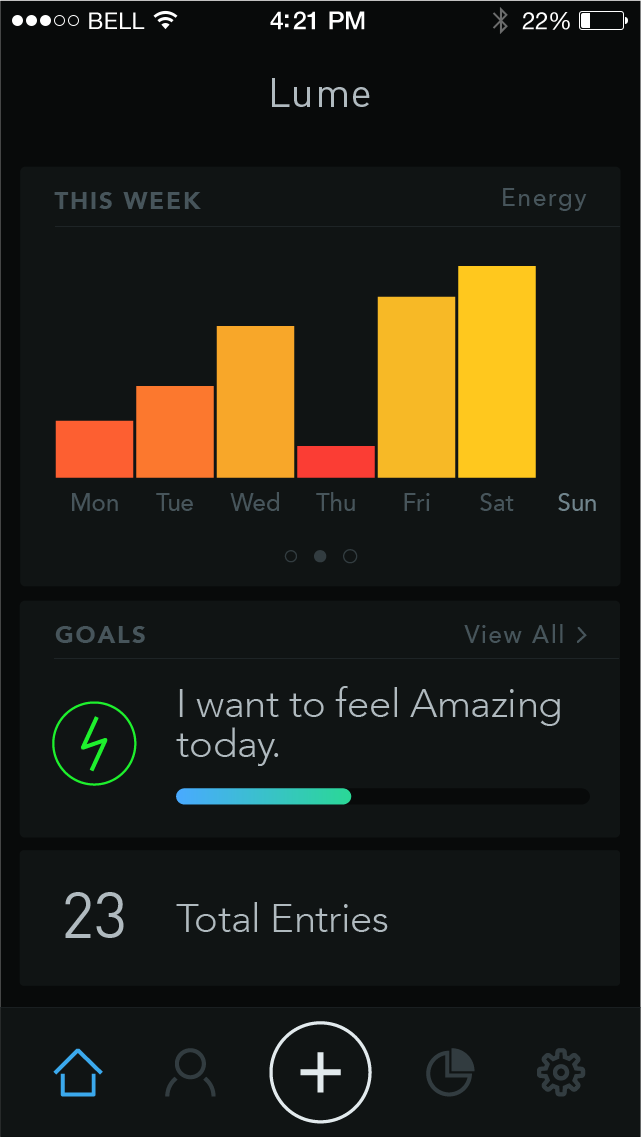 BELL 4:21 PM 22%
Lume
THIS WEEK Energy
Mon Tue Wed Thu Fri Sat Sun
GOALS View All >
I want to feel Amazing
today.
23 Total Entries